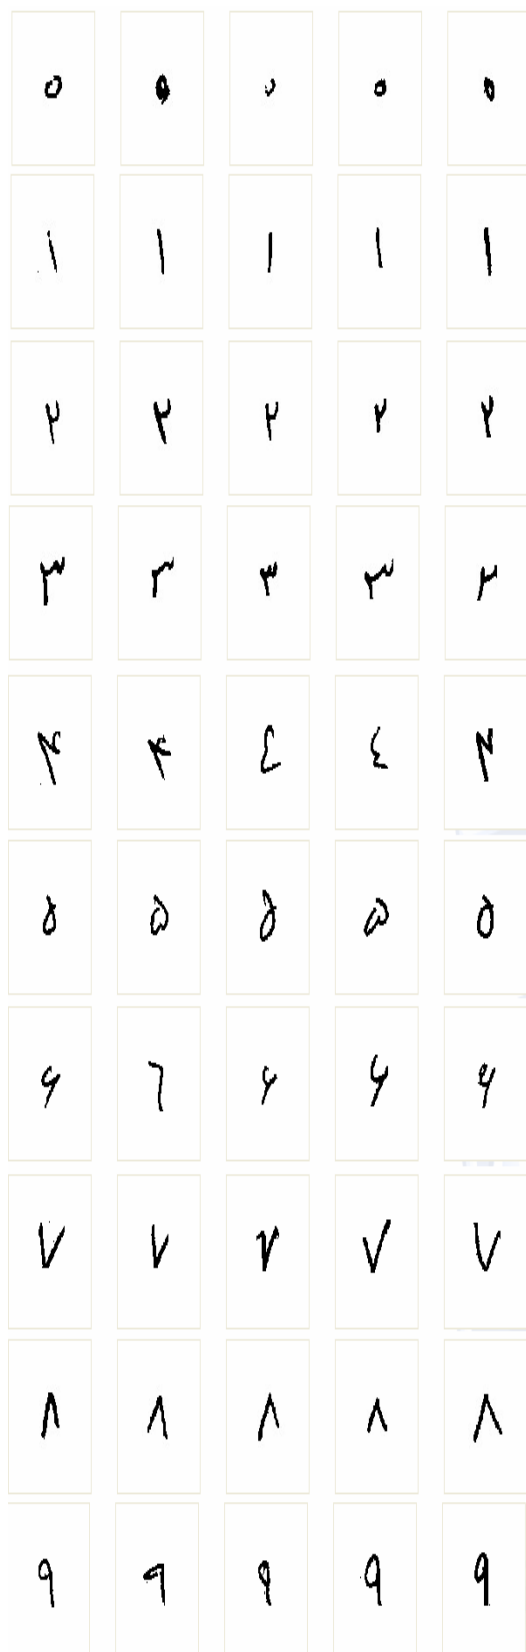 ۰ ۰ ۰ ۰ ۰
۱ ۱ ۱ ۱ ۱
۲ ۲ ۲ ۲ ۲
۳ ۳ ۳ ۳ ۳
۴ ۴ ٤ ٤ ۴
۵ ۵ ۵ ۵ ۵
۶ ٦ ۶ ۶ ۶
۷ ۷ ۷ ۷ ۷
۸ ۸ ۸ ۸ ۸
۹ ۹ ۹ ۹ ۹